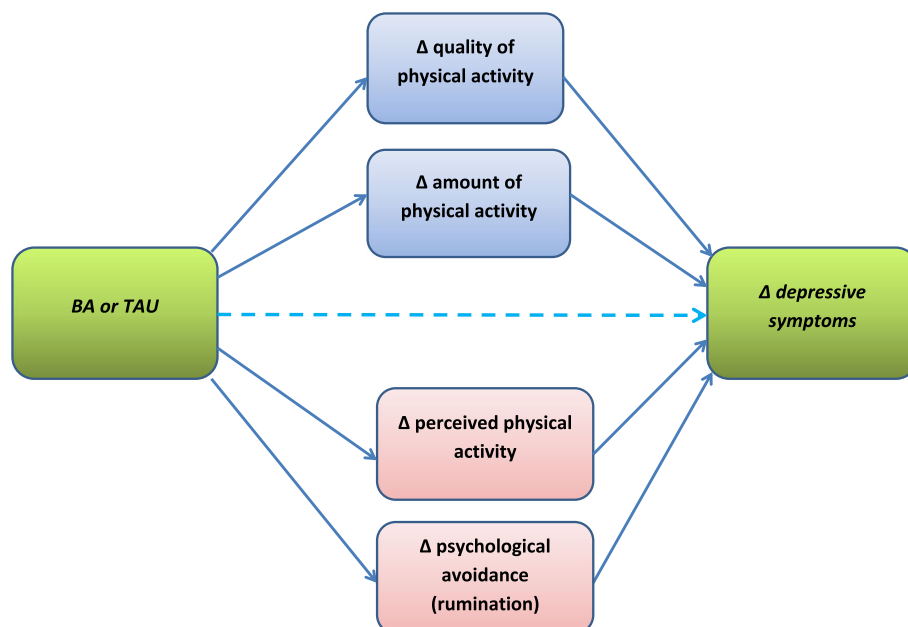 Δ quality of
physical activity
Δ amount of
physical activity
BA or TAU
Δ depressive
symptoms
Δ perceived physical
activity
Δ psychological
avoidance
(rumination)